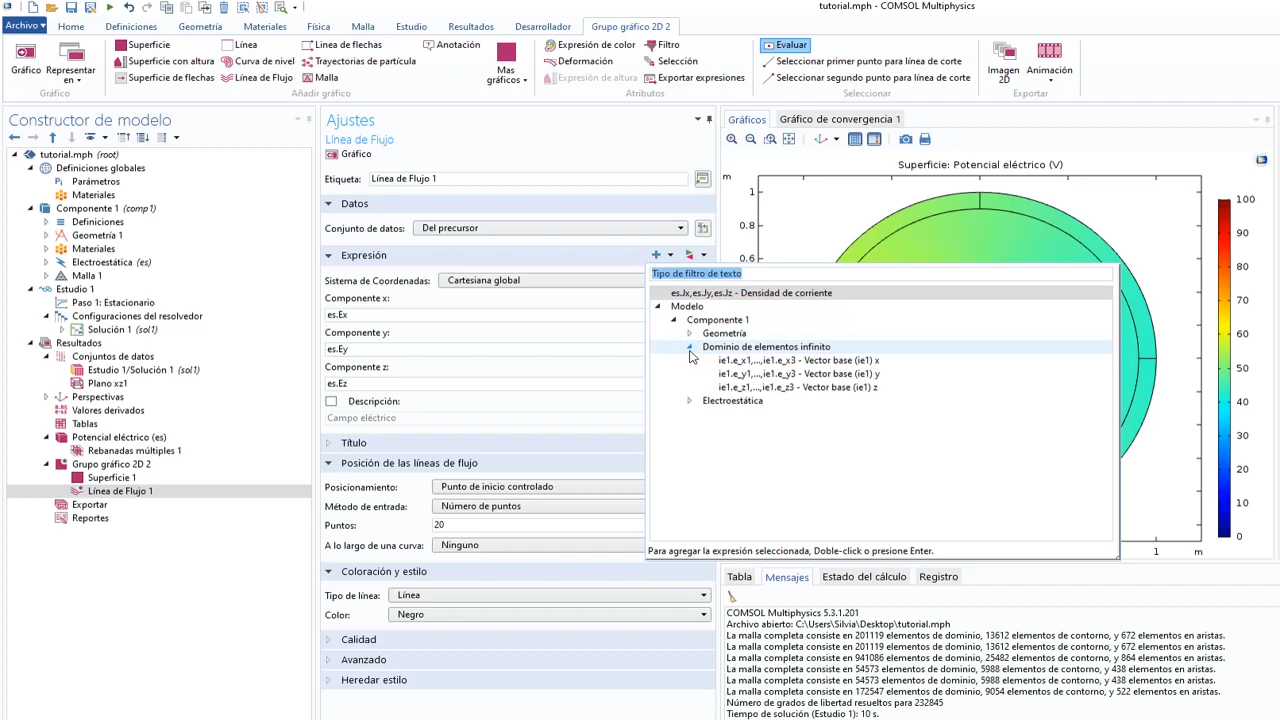 tutorial.mph - COMSOL Multiphysics
Archivo▾ Home Definiciones Geometría Materiales Física Malla Estudio Resultados Desarrollador Grupo gráfico 2D 2
Superficie Línea Linea de flechas Anotación Expresión de color Filtro Evaluar
Superficie con altura Curva de nivel Trayectorias de partícula Deformación Selección Seleccionar primer punto para línea de corte
Superficie de flechas Línea de Flujo Malla Expresión de altura Exportar expresiones Seleccionar segundo punto para línea de corte
Gráfico Representar en Mas gráficos Imagen 2D Animación
Gráfico Añadir gráfico Atributos Seleccionar Exportar
Constructor de modelo
tutorial.mph (root)
Definiciones globales
Parámetros
Materiales
Componente 1 (comp1)
Definiciones
Geometría 1
Materiales
Electroestática (es)
Malla 1
Estudio 1
Paso 1: Estacionario
Configuraciones del resolvedor
Solución 1 (sol1)
Resultados
Conjuntos de datos
Estudio 1/Solución 1 (sol1)
Plano xz1
Perspectivas
Valores derivados
Tablas
Potencial eléctrico (es)
Rebanadas múltiples 1
Grupo gráfico 2D 2
Superficie 1
Línea de Flujo 1
Exportar
Reportes
Ajustes
Línea de Flujo
Gráfico
Etiqueta: Línea de Flujo 1
Datos
Conjunto de datos: Del precursor
Expresión
Sistema de Coordenadas: Cartesiana global
Componente x:
es.Ex
Componente y:
es.Ey
Componente z:
es.Ez
Descripción:
Campo eléctrico
Título
Posición de las líneas de flujo
Posicionamiento: Punto de inicio controlado
Método de entrada: Número de puntos
Puntos: 20
A lo largo de una curva: Ninguno
Coloración y estilo
Tipo de línea: Línea
Color: Negro
Calidad
Avanzado
Heredar estilo
Tipo de filtro de texto
es.Jx,es.Jy,es.Jz - Densidad de corriente
Modelo
Componente 1
Geometría
Dominio de elementos infinito
ie1.e_x1,...,ie1.e_x3 - Vector base (ie1) x
ie1.e_y1,...,ie1.e_y3 - Vector base (ie1) y
ie1.e_z1,...,ie1.e_z3 - Vector base (ie1) z
Electroestática
Para agregar la expresión seleccionada, Doble-click o presione Enter.
Gráficos Gráfico de convergencia 1
Superficie: Potencial eléctrico (V)
m
1
0.8
0.6
1 m
100
90
80
70
60
50
40
30
20
10
0
Tabla Mensajes Estado del cálculo Registro
COMSOL Multiphysics 5.3.1.201
Archivo abierto: C:\Users\Silvia\Desktop\tutorial.mph
La malla completa consiste en 201119 elementos de dominio, 13612 elementos de contorno, y 672 elementos en aristas.
La malla completa consiste en 201119 elementos de dominio, 13612 elementos de contorno, y 672 elementos en aristas.
La malla completa consiste en 941086 elementos de dominio, 25482 elementos de contorno, y 864 elementos en aristas.
La malla completa consiste en 54573 elementos de dominio, 5988 elementos de contorno, y 438 elementos en aristas.
La malla completa consiste en 54573 elementos de dominio, 5988 elementos de contorno, y 438 elementos en aristas.
La malla completa consiste en 172547 elementos de dominio, 9054 elementos de contorno, y 522 elementos en aristas.
Número de grados de libertad resueltos para 232845
Tiempo de solución (Estudio 1): 10 s.